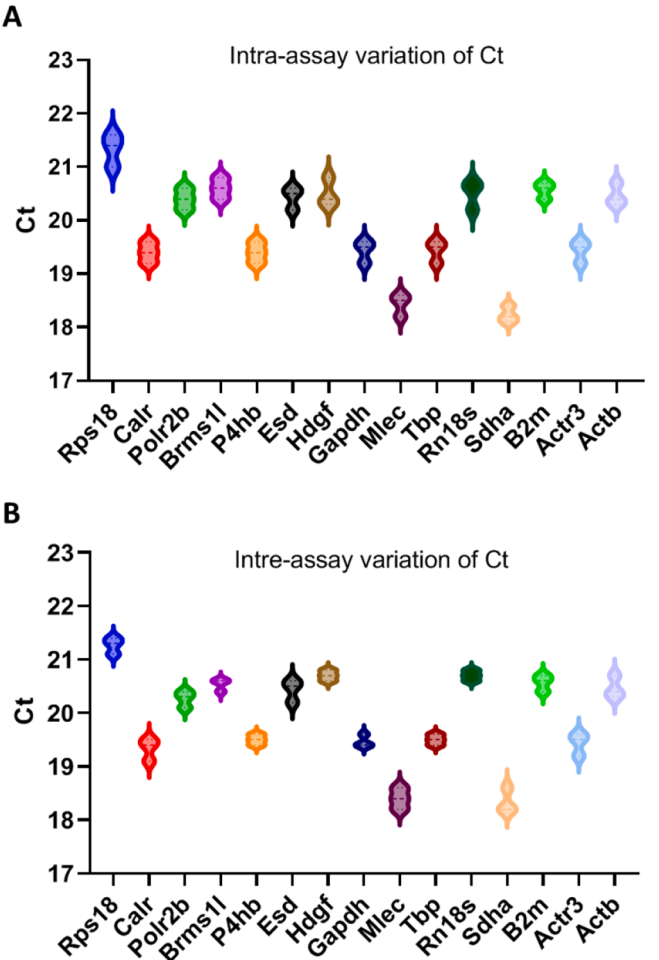 A
Intra-assay variation of Ct
23
22
21
20
19
18
17
Ct
Rps18
Calr
Polr2b
Brms1l
P4hb
Esd
Hdgf
Gapdh
Mlec
Tbp
Rn18s
Sdha
B2m
Actr3
Actb
B
Intre-assay variation of Ct
23
22
21
20
19
18
17
Ct
Rps18
Calr
Polr2b
Brms1l
P4hb
Esd
Hdgf
Gapdh
Mlec
Tbp
Rn18s
Sdha
B2m
Actr3
Actb